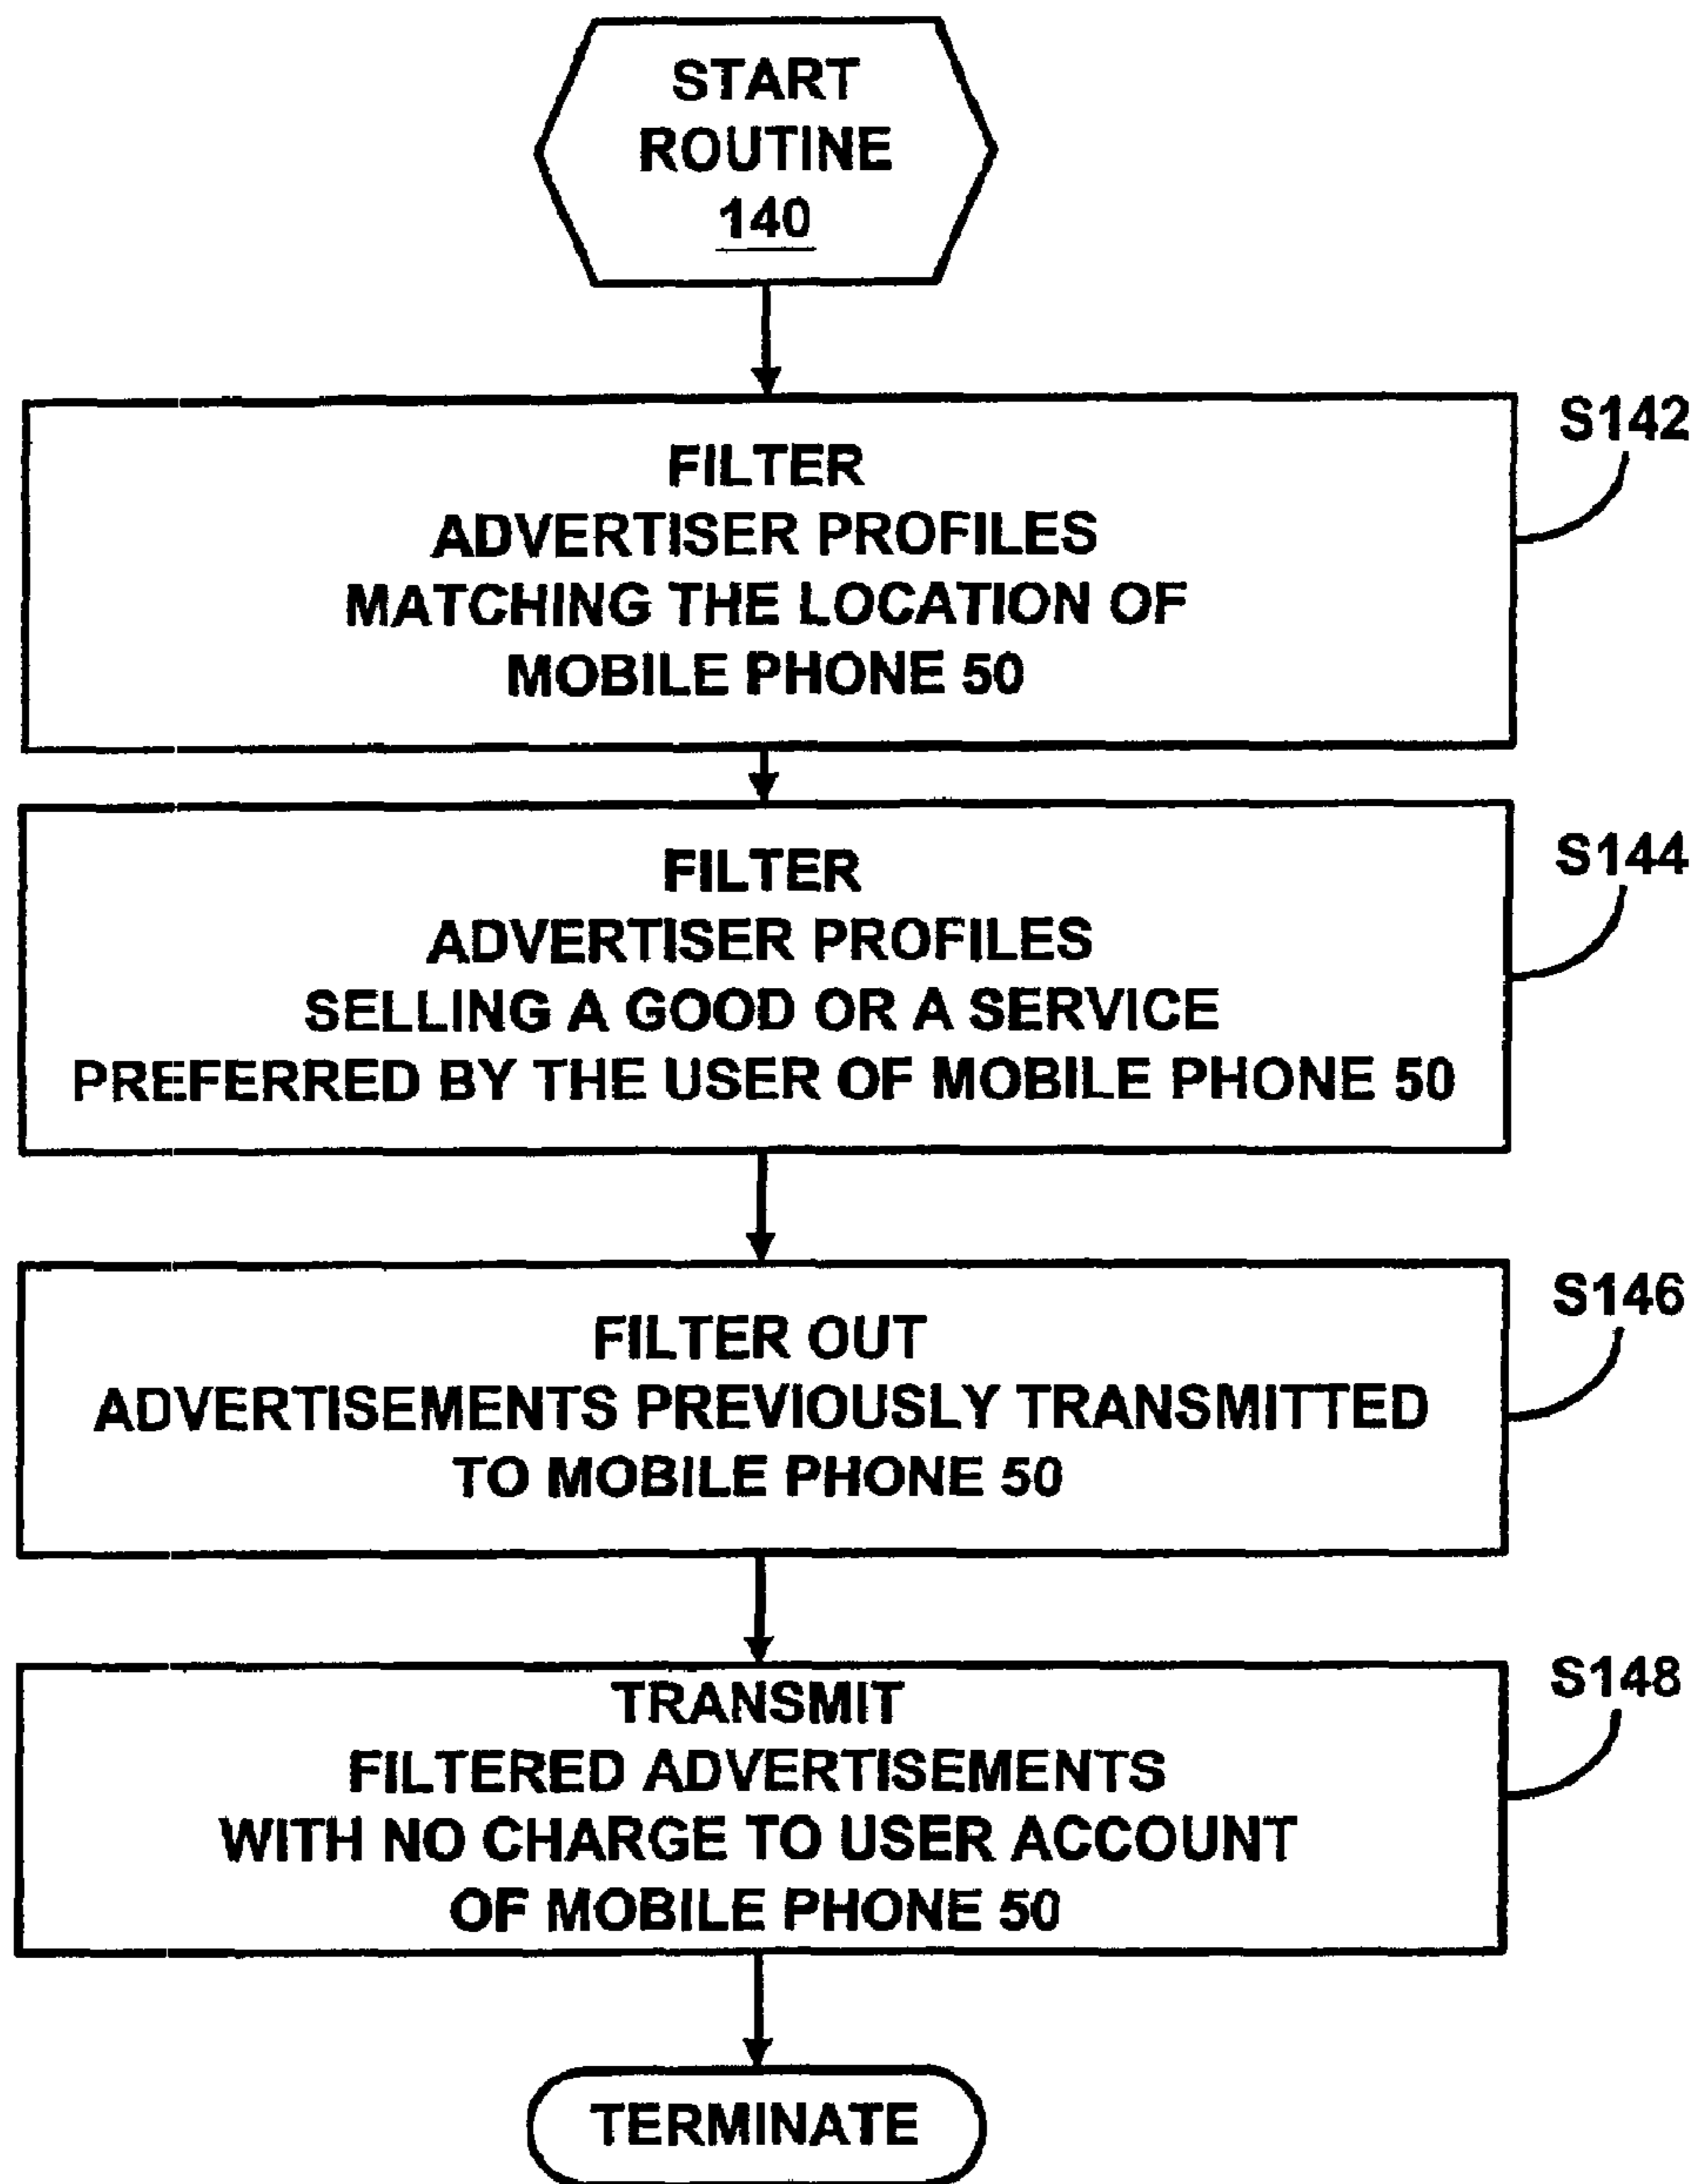 START
ROUTINE
140
S142
FILTER
ADVERTISER PROFILES
MATCHING THE LOCATION OF
MOBILE PHONE 50
S144
FILTER
ADVERTISER PROFILES
SELLING A GOOD OR A SERVICE
PREFERRED BY THE USER OF MOBILE PHONE 50
S146
FILTER OUT
ADVERTISEMENTS PREVIOUSLY TRANSMITTED
TO MOBILE PHONE 50
S148
TRANSMIT
FILTERED ADVERTISEMENTS
WITH NO CHARGE TO USER ACCOUNT
OF MOBILE PHONE 50
TERMINATE